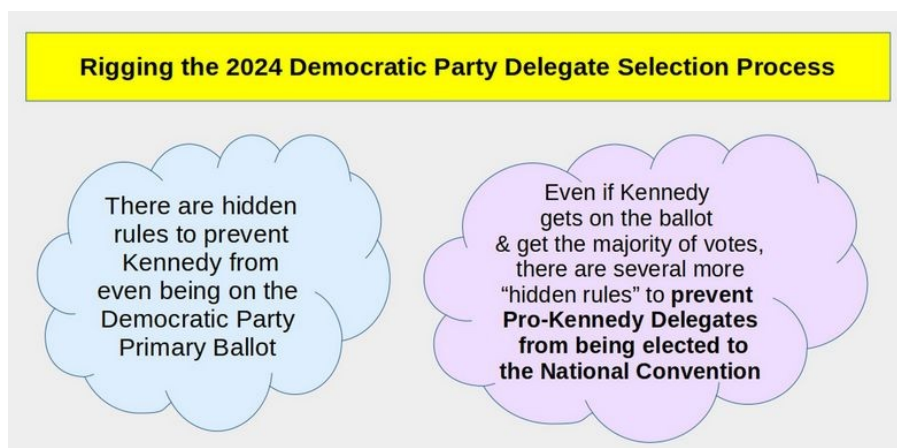 Rigging the 2024 Democratic Party Delegate Selection Process
There are hidden
rules to prevent
Kennedy from
even being on the
Democratic Party
Primary Ballot
Even if Kennedy
gets on the ballot
& get the majority of votes,
there are several more
“hidden rules” to prevent
Pro-Kennedy Delegates
from being elected to
the National Convention